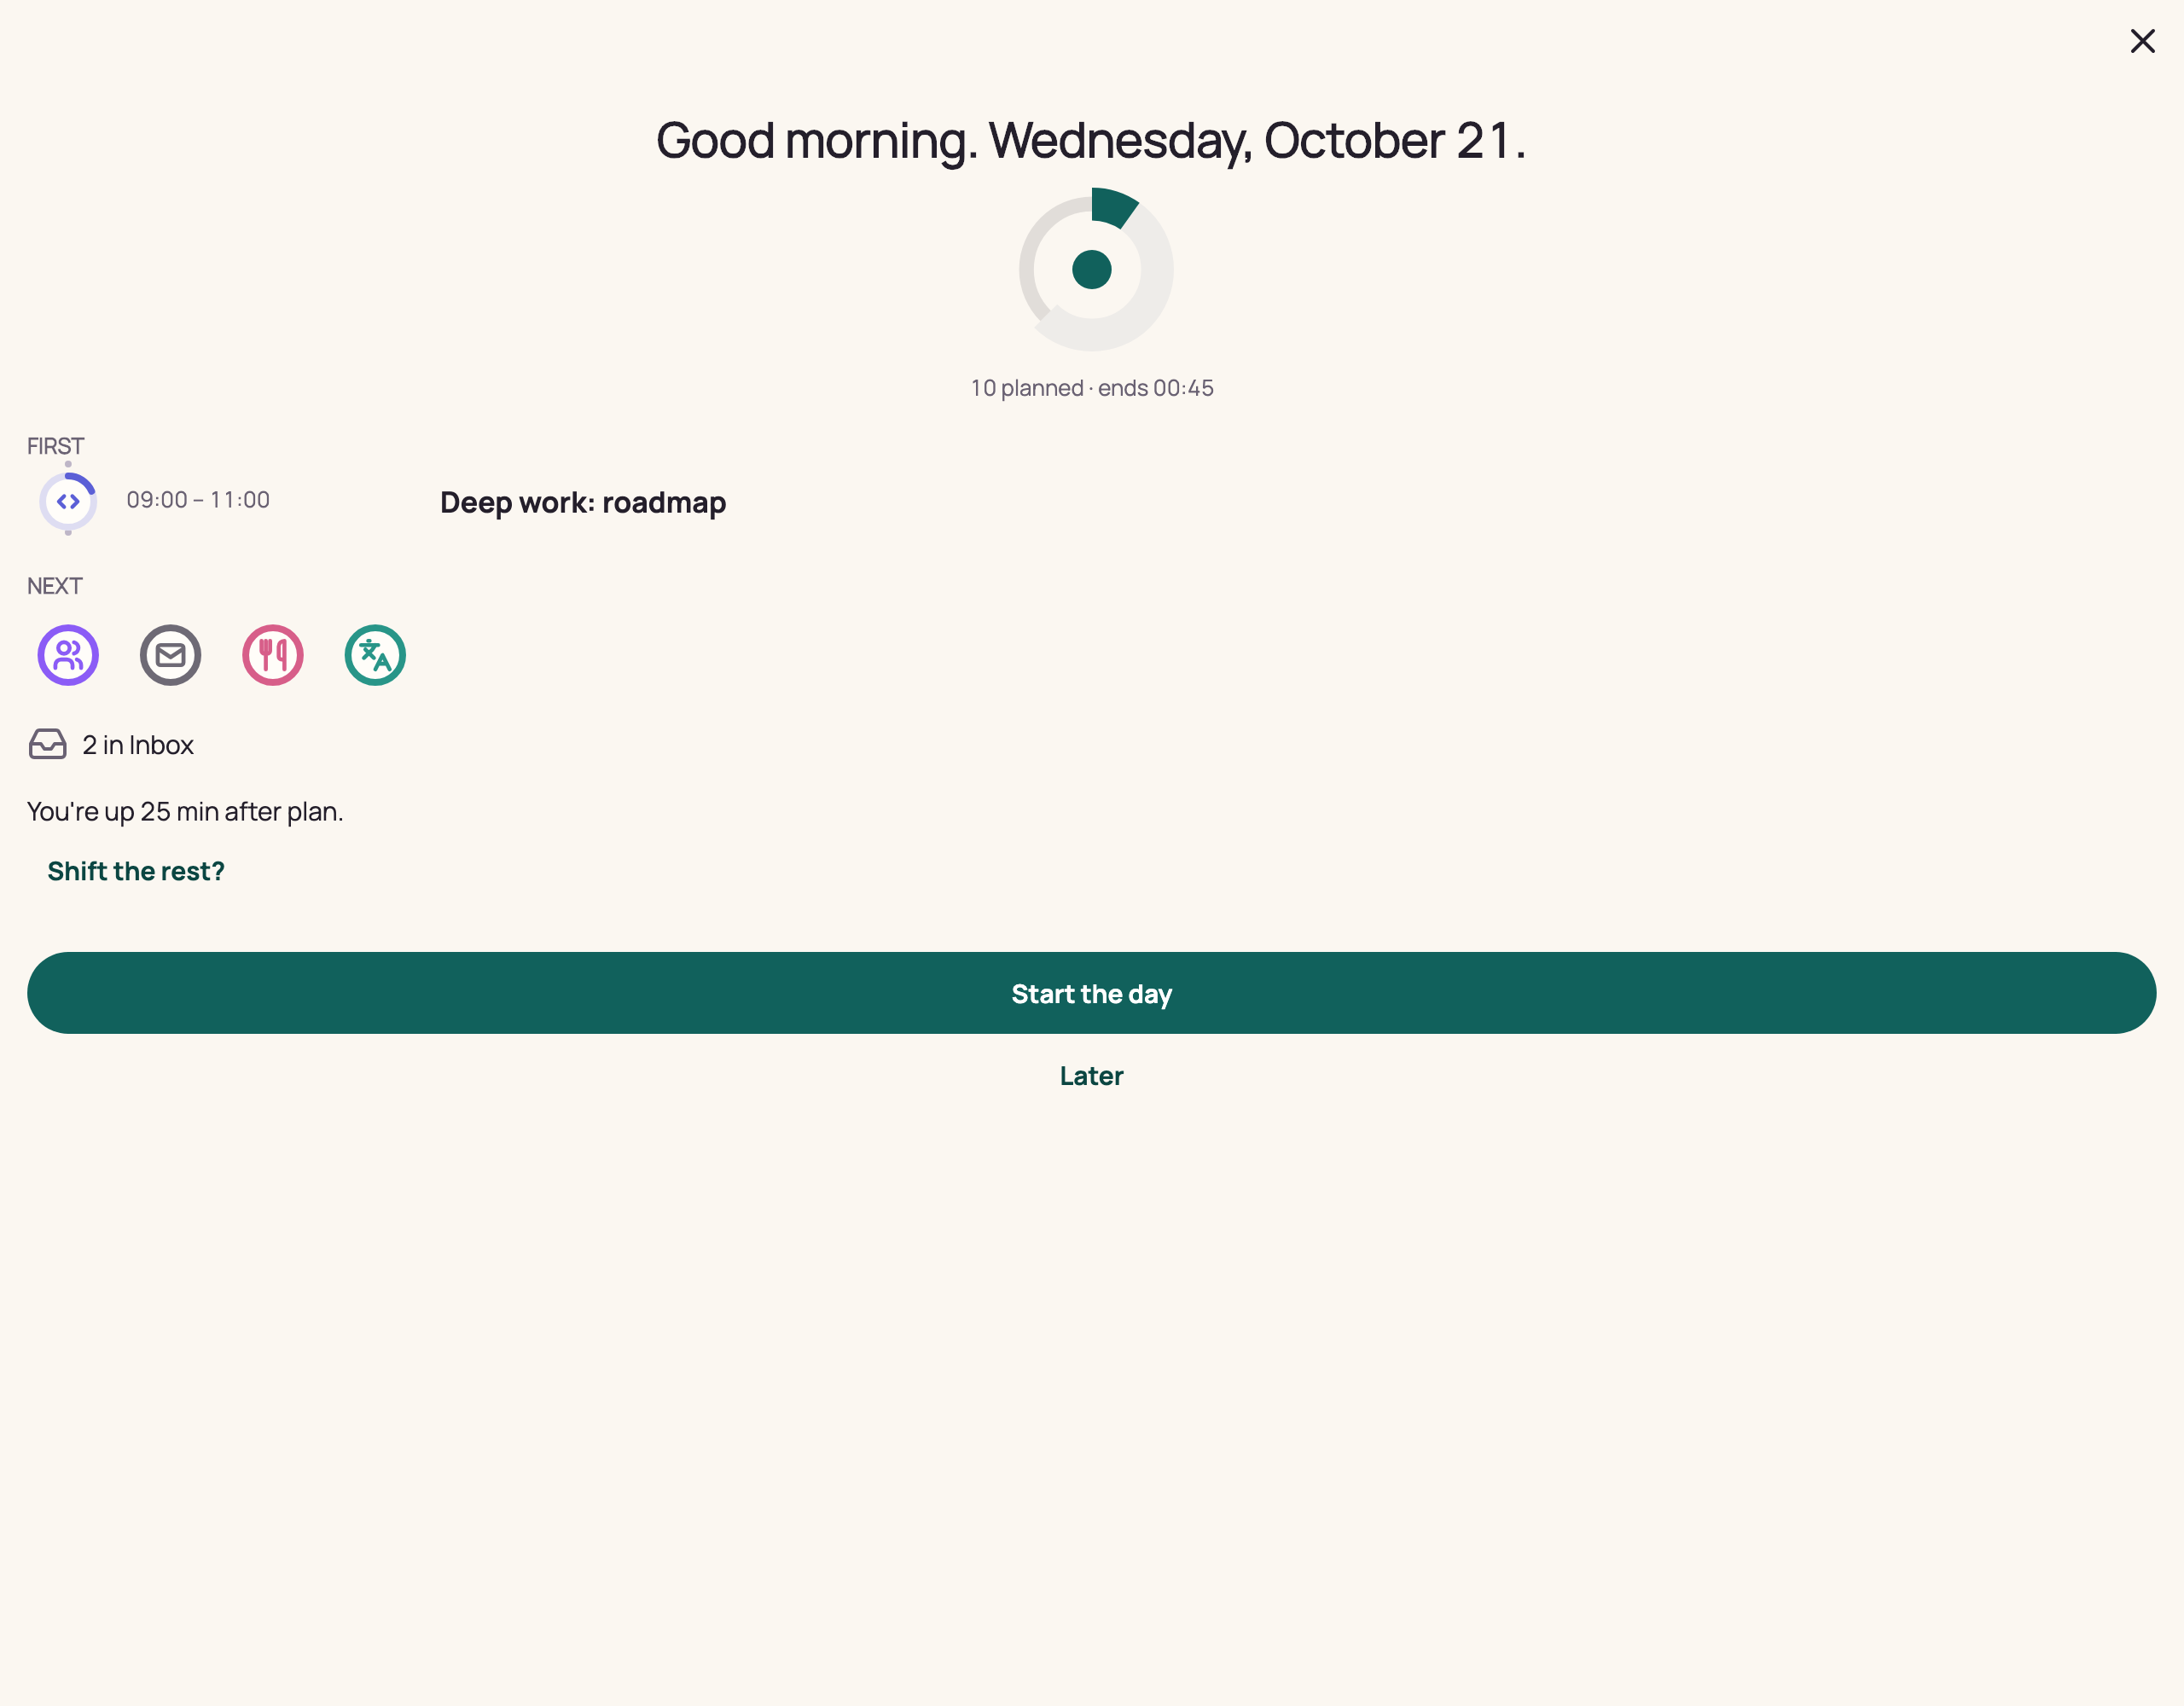 Good morning. Wednesday, October 21.
10 planned · ends 00:45
FIRST
09:00 – 11:00 Deep work: roadmap
NEXT
2 in Inbox
You're up 25 min after plan.
Shift the rest?
Start the day
Later